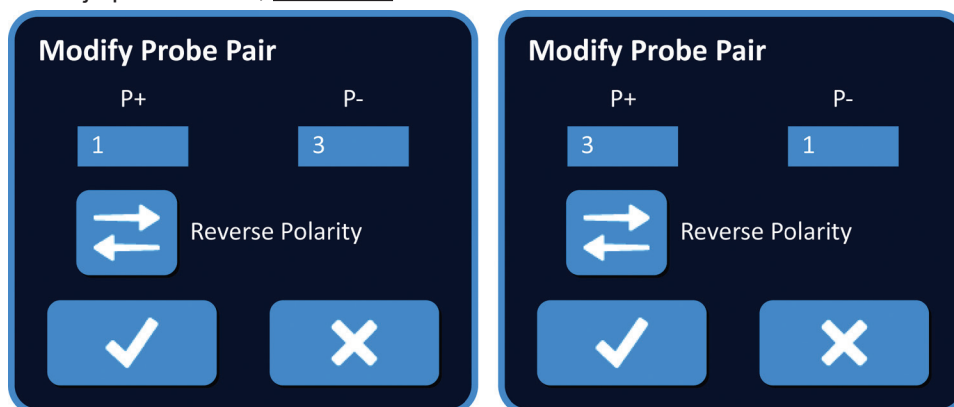 Modify Probe Pair
P+ P-
1 3
Reverse Polarity
Modify Probe Pair
P+ P-
3 1
Reverse Polarity